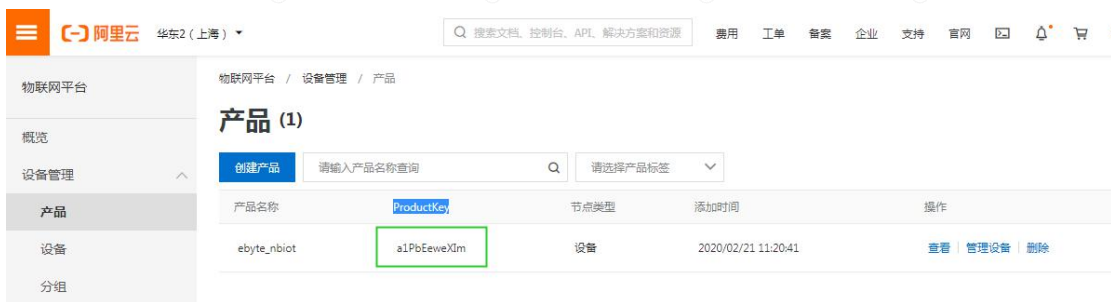 阿里云 华东2（上海） 搜索文档、控制台、API、解决方案和资源 费用 工单 备案 企业 支持 官网
物联网平台
物联网平台 / 设备管理 / 产品
产品 (1)
概览
创建产品 请输入产品名称查询 请选择产品标签
设备管理
产品
产品名称 ProductKey 节点类型 添加时间 操作
设备
ebyte_nbiot a1PbEeweXIm 设备 2020/02/21 11:20:41 查看 管理设备 删除
分组